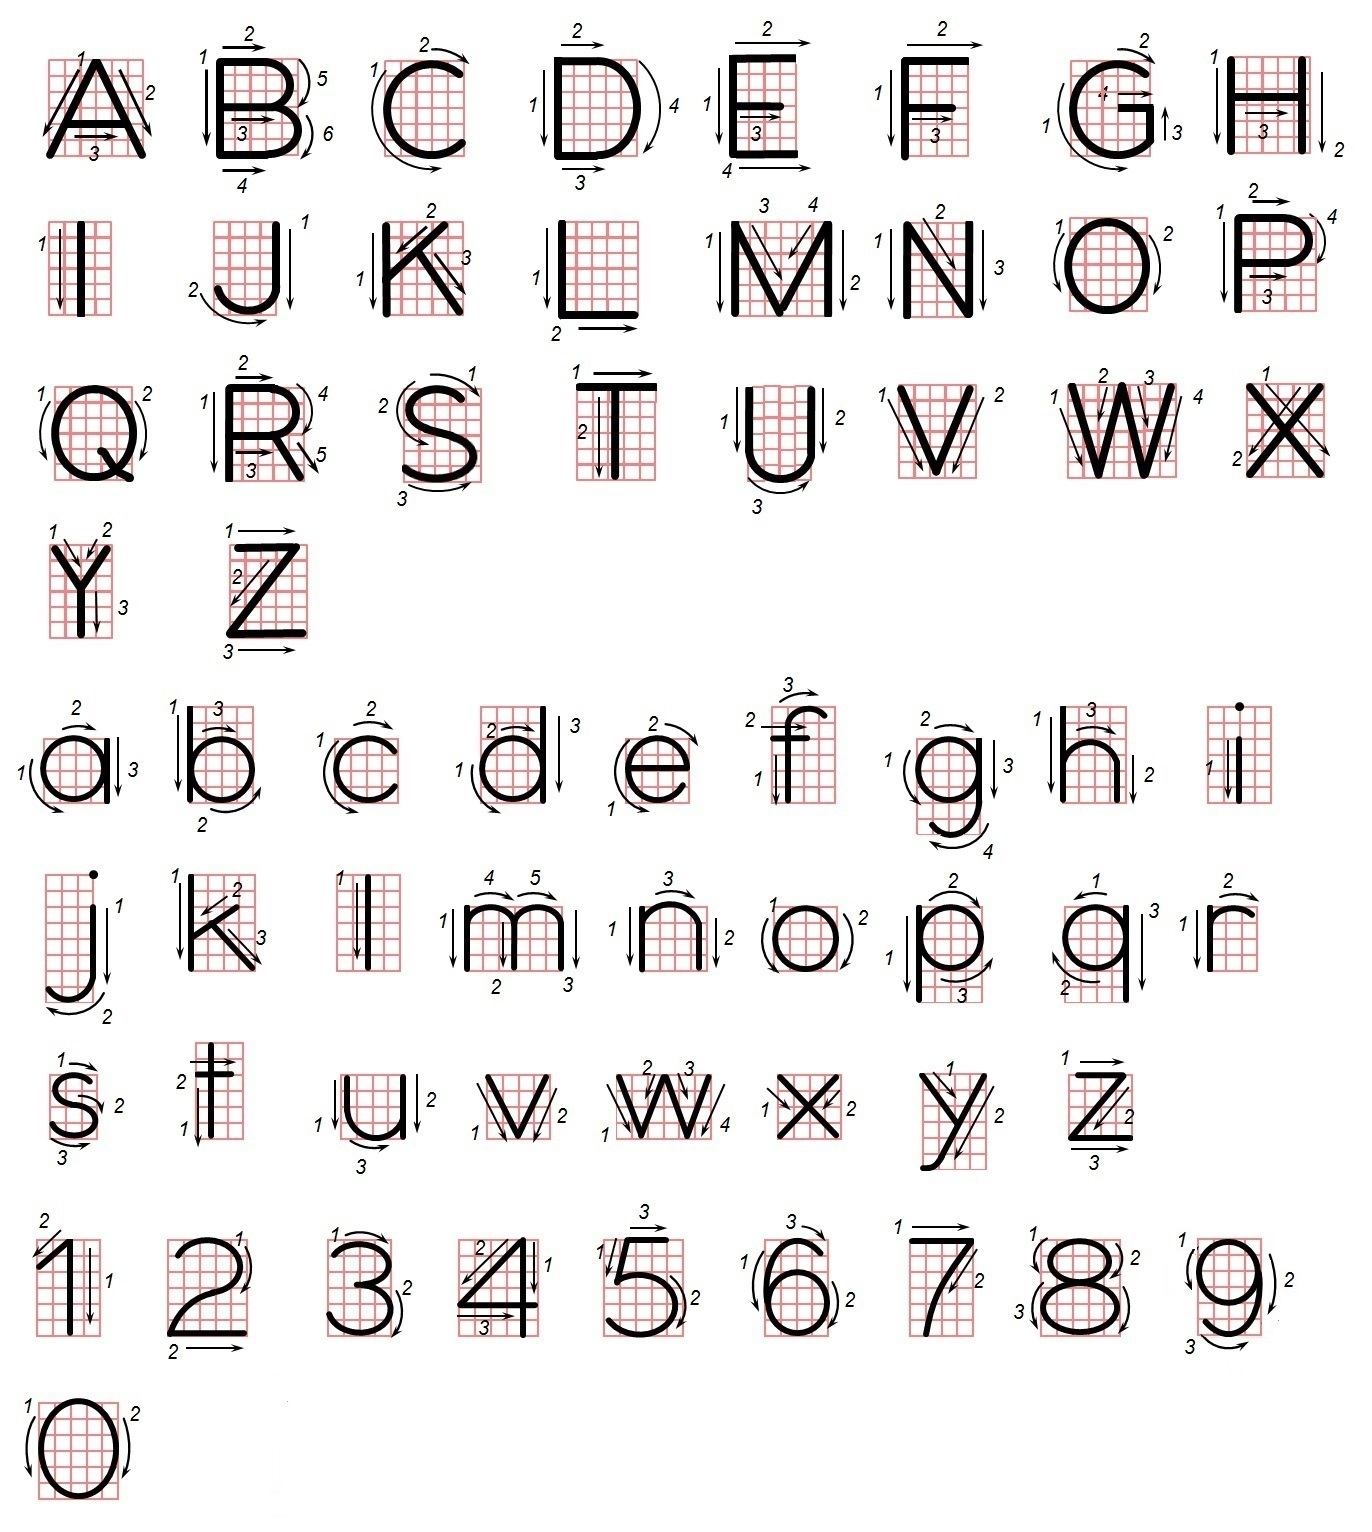 A B C D E F G H
I J K L M N O P
Q R S T U V W X
Y Z
a b c d e f g h i
j k l m n o p q r
s t u v w x y z
1 2 3 4 5 6 7 8 9
0